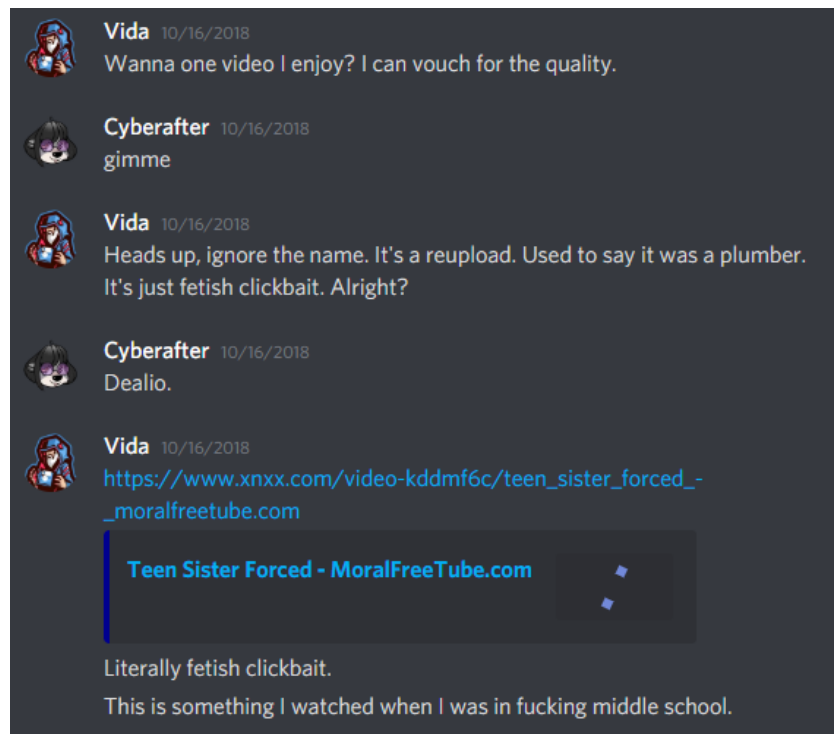 Vida 10/16/2018
Wanna one video I enjoy? I can vouch for the quality.
Cyberafter 10/16/2018
gimme
Vida 10/16/2018
Heads up, ignore the name. It's a reupload. Used to say it was a plumber.
It's just fetish clickbait. Alright?
Cyberafter 10/16/2018
Dealio.
Vida 10/16/2018
https://www.xnxx.com/video-kddmf6c/teen_sister_forced_-
_moralfreetube.com
Teen Sister Forced - MoralFreeTube.com
Literally fetish clickbait.
This is something I watched when I was in fucking middle school.